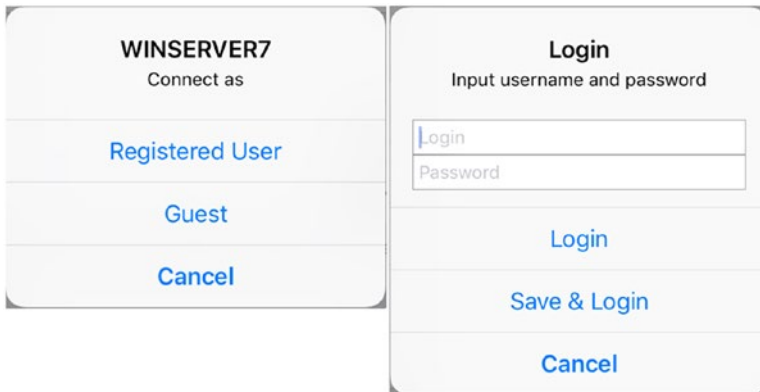 WINSERVER7
Connect as
Registered User
Guest
Cancel
Login
Input username and password
Login
Password
Login
Save & Login
Cancel